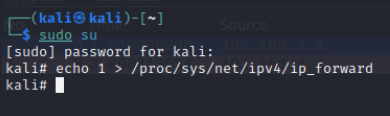 ┌──(kali㉿kali)-[~]
└─$ sudo su
[sudo] password for kali:
kali# echo 1 > /proc/sys/net/ipv4/ip_forward
kali#